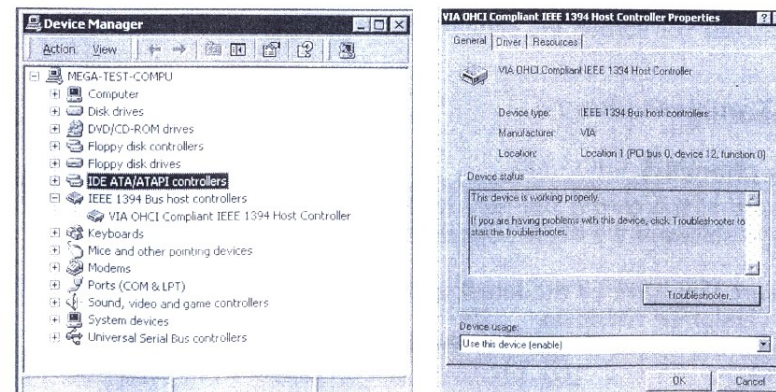 Device Manager
Action View
MEGA-TEST-COMPU
Computer
Disk drives
DVD/CD-ROM drives
Floppy disk controllers
Floppy disk drives
IDE ATA/ATAPI controllers
IEEE 1394 Bus host controllers
VIA OHCI Compliant IEEE 1394 Host Controller
Keyboards
Mice and other pointing devices
Modems
Ports (COM & LPT)
Sound, video and game controllers
System devices
Universal Serial Bus controllers
VIA OHCI Compliant IEEE 1394 Host Controller Properties
General Driver Resources
VIA OHCI Compliant IEEE 1394 Host Controller
Device type: IEEE 1394 Bus host controllers
Manufacturer: VIA
Location: Location 1 (PCI bus 0, device 12, function 0)
Device status
This device is working properly.
If you are having problems with this device, click Troubleshooter to
start the troubleshooter.
Troubleshooter...
Device usage:
Use this device (enable)
OK Cancel